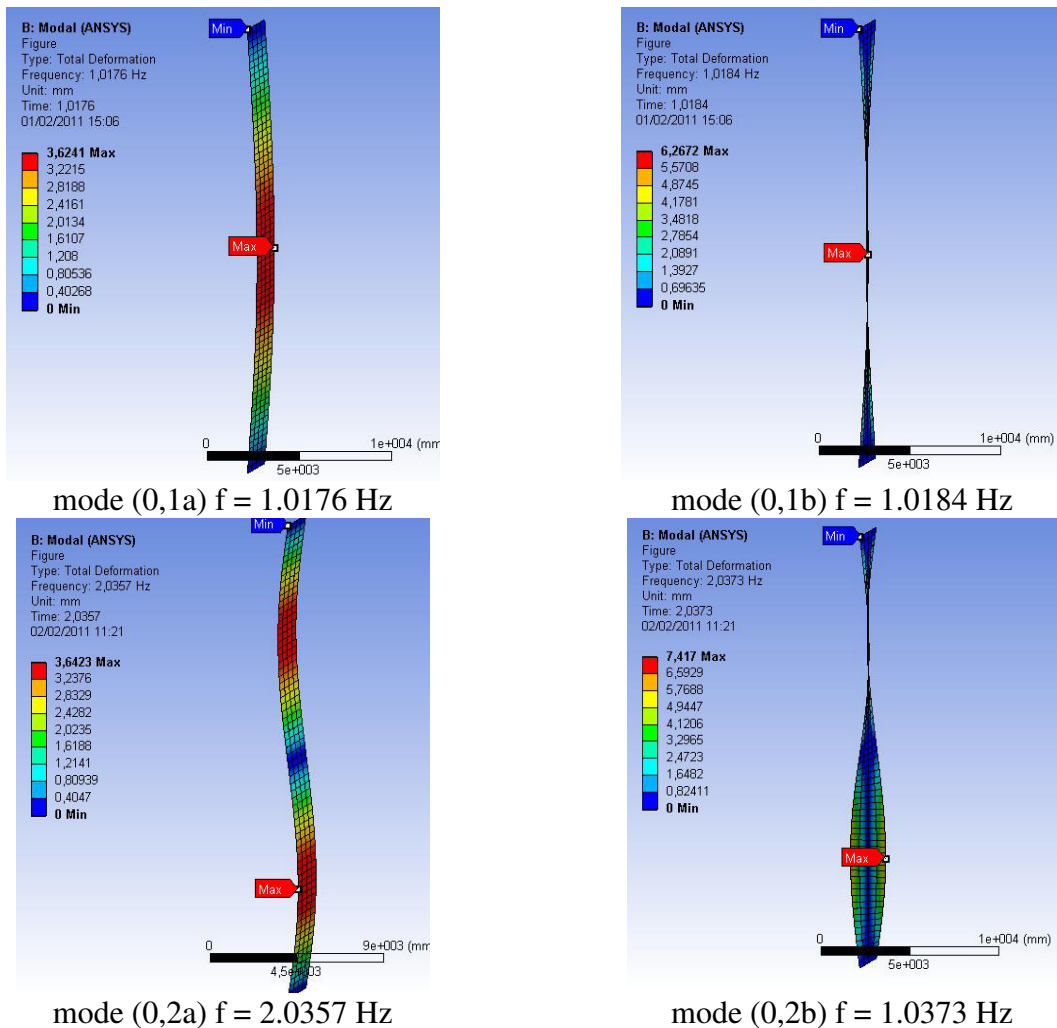 B: Modal (ANSYS)
Figure
Type: Total Deformation
Frequency: 1,0176 Hz
Unit: mm
Time: 1,0176
01/02/2011 15:06
3,6241 Max
3,2215
2,8188
2,4161
2,0134
1,6107
1,208
0,80536
0,40268
0 Min
Min
Max
0
1e+004 (mm)
5e+003
mode (0,1a) f = 1.0176 Hz
B: Modal (ANSYS)
Figure
Type: Total Deformation
Frequency: 1,0184 Hz
Unit: mm
Time: 1,0184
01/02/2011 15:06
6,2672 Max
5,5708
4,8745
4,1781
3,4818
2,7854
2,0891
1,3927
0,69635
0 Min
Min
Max
0
1e+004 (mm)
5e+003
mode (0,1b) f = 1.0184 Hz
B: Modal (ANSYS)
Figure
Type: Total Deformation
Frequency: 2,0357 Hz
Unit: mm
Time: 2,0357
02/02/2011 11:21
3,6423 Max
3,2376
2,8329
2,4282
2,0235
1,6188
1,2141
0,80939
0,4047
0 Min
Min
Max
0
9e+003 (mm
4,5e+003
mode (0,2a) f = 2.0357 Hz
B: Modal (ANSYS)
Figure
Type: Total Deformation
Frequency: 2,0373 Hz
Unit: mm
Time: 2,0373
02/02/2011 11:21
7,417 Max
6,5929
5,7688
4,9447
4,1206
3,2965
2,4723
1,6482
0,82411
0 Min
Min
Max
0
1e+004 (mm)
5e+003
mode (0,2b) f = 1.0373 Hz